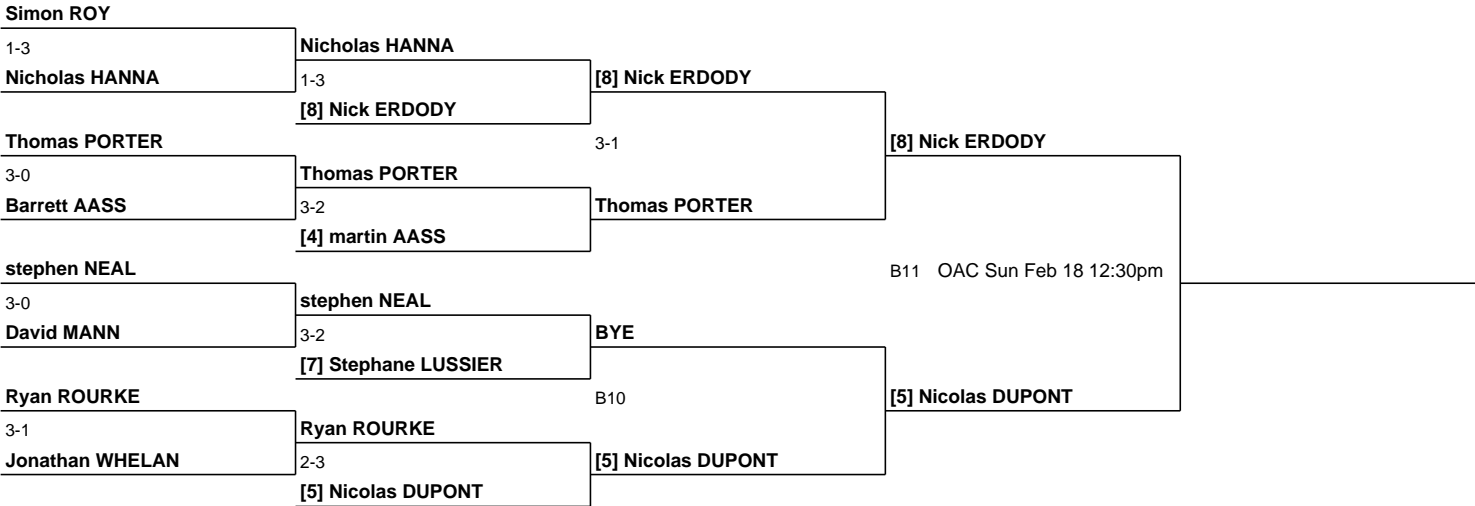 Simon ROY
1-3
Nicholas HANNA
Nicholas HANNA
1-3
[8] Nick ERDODY
[8] Nick ERDODY
Thomas PORTER
3-0
Barrett AASS
Thomas PORTER
3-2
[4] martin AASS
3-1
Thomas PORTER
[8] Nick ERDODY
stephen NEAL
3-0
David MANN
stephen NEAL
3-2
[7] Stephane LUSSIER
BYE
B11 OAC Sun Feb 18 12:30pm
Ryan ROURKE
3-1
Jonathan WHELAN
Ryan ROURKE
2-3
[5] Nicolas DUPONT
B10
[5] Nicolas DUPONT
[5] Nicolas DUPONT